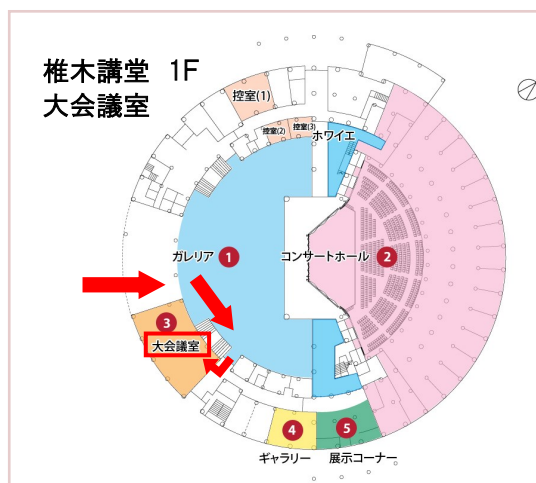 椎木講堂 1F
大会議室
控室(1)
控室(2)
控室(3)
ホワイエ
ガレリア 1
コンサートホール 2
3
大会議室
4
5
ギャラリー
展示コーナー